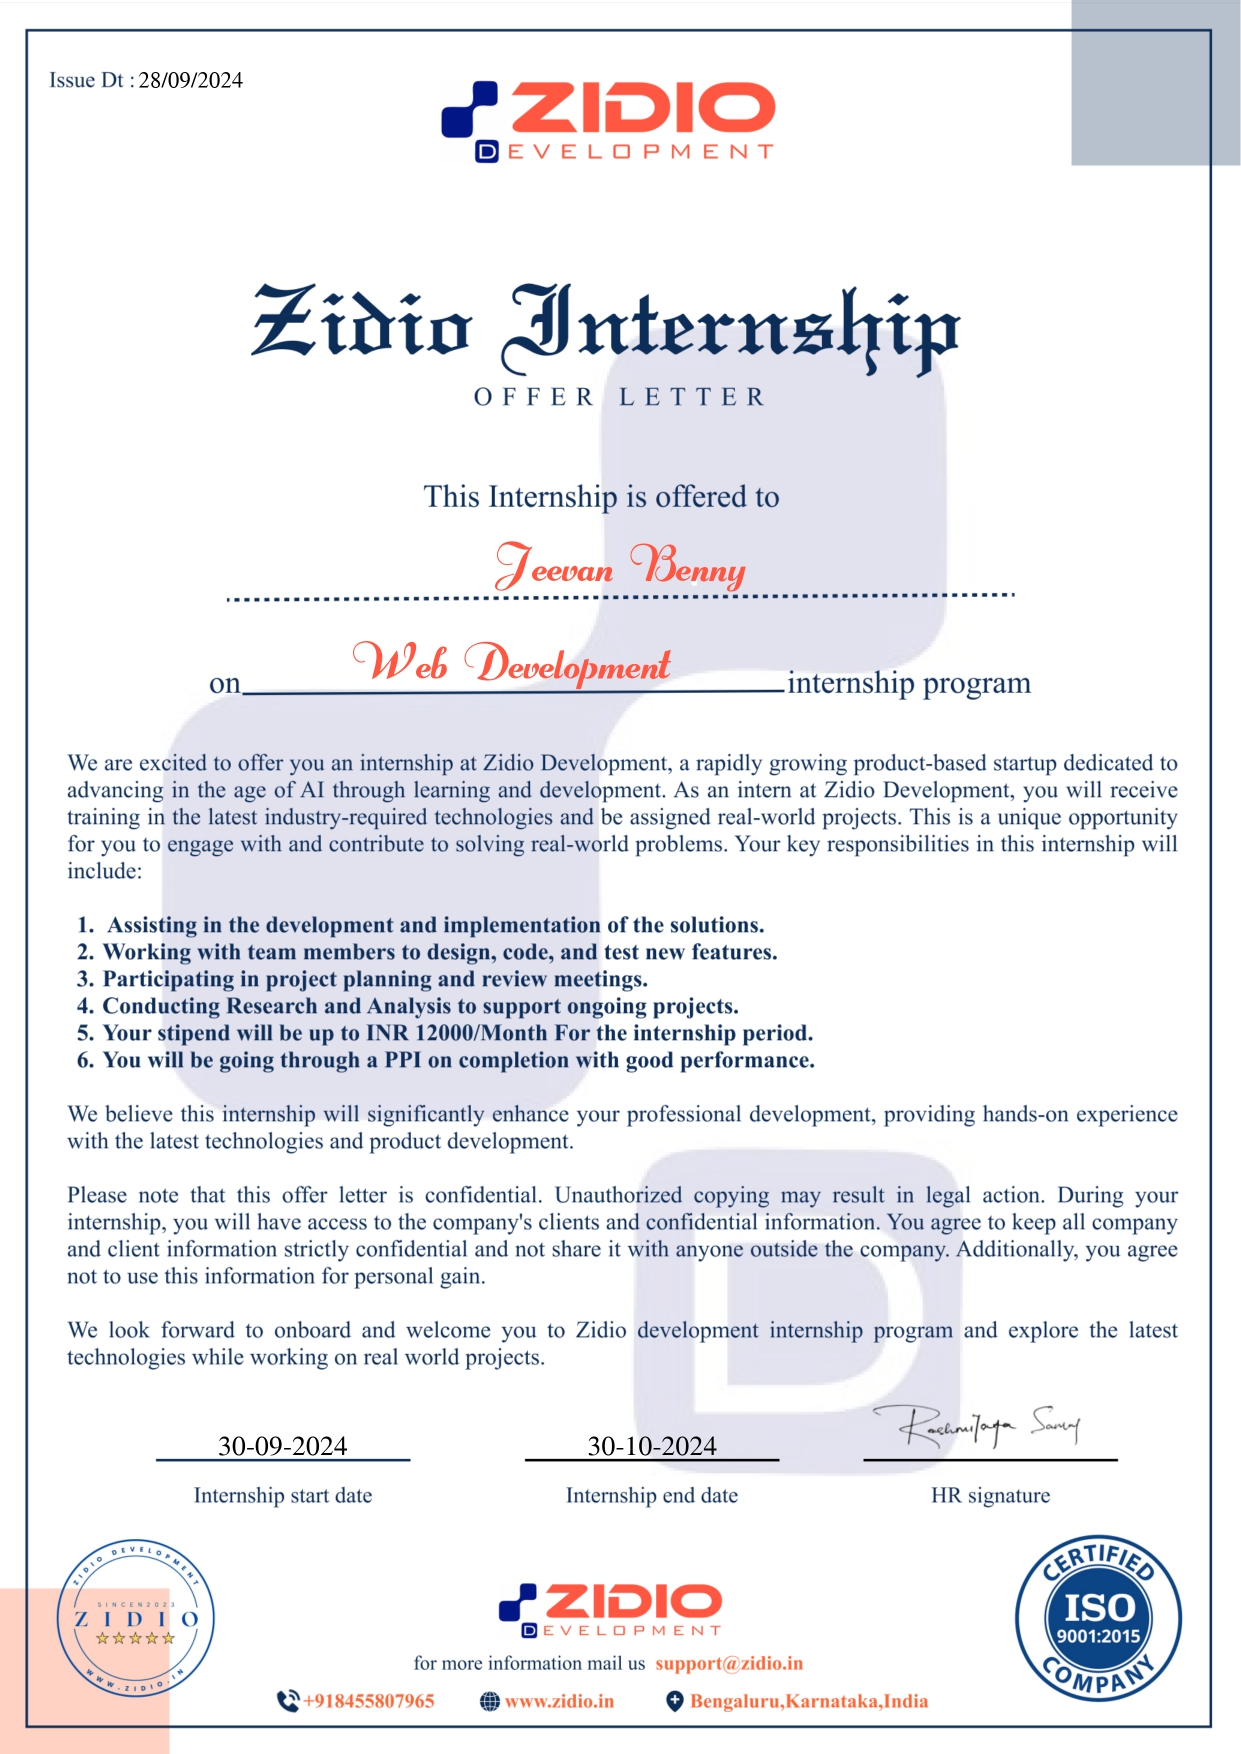 Issue Dt : 28/09/2024
ZIDIO
DEVELOPMENT
Zidio Internship
OFFER LETTER
This Internship is offered to
Jeevan Benny
on Web Development internship program
We are excited to offer you an internship at Zidio Development, a rapidly growing product-based startup dedicated to
advancing in the age of AI through learning and development. As an intern at Zidio Development, you will receive
training in the latest industry-required technologies and be assigned real-world projects. This is a unique opportunity
for you to engage with and contribute to solving real-world problems. Your key responsibilities in this internship will
include:
1. Assisting in the development and implementation of the solutions.
2. Working with team members to design, code, and test new features.
3. Participating in project planning and review meetings.
4. Conducting Research and Analysis to support ongoing projects.
5. Your stipend will be up to INR 12000/Month For the internship period.
6. You will be going through a PPI on completion with good performance.
We believe this internship will significantly enhance your professional development, providing hands-on experience
with the latest technologies and product development.
Please note that this offer letter is confidential. Unauthorized copying may result in legal action. During your
internship, you will have access to the company's clients and confidential information. You agree to keep all company
and client information strictly confidential and not share it with anyone outside the company. Additionally, you agree
not to use this information for personal gain.
We look forward to onboard and welcome you to Zidio development internship program and explore the latest
technologies while working on real world projects.
30-09-2024
30-10-2024
Internship start date
Internship end date
HR signature
ZIDIO DEVELOPMENT
SINCEN2023
ZIDIO
WWW.ZIDIO.IN
ZIDIO
DEVELOPMENT
for more information mail us support@zidio.in
+918455807965 www.zidio.in Bengaluru,Karnataka,India
CERTIFIED
ISO
9001:2015
COMPANY